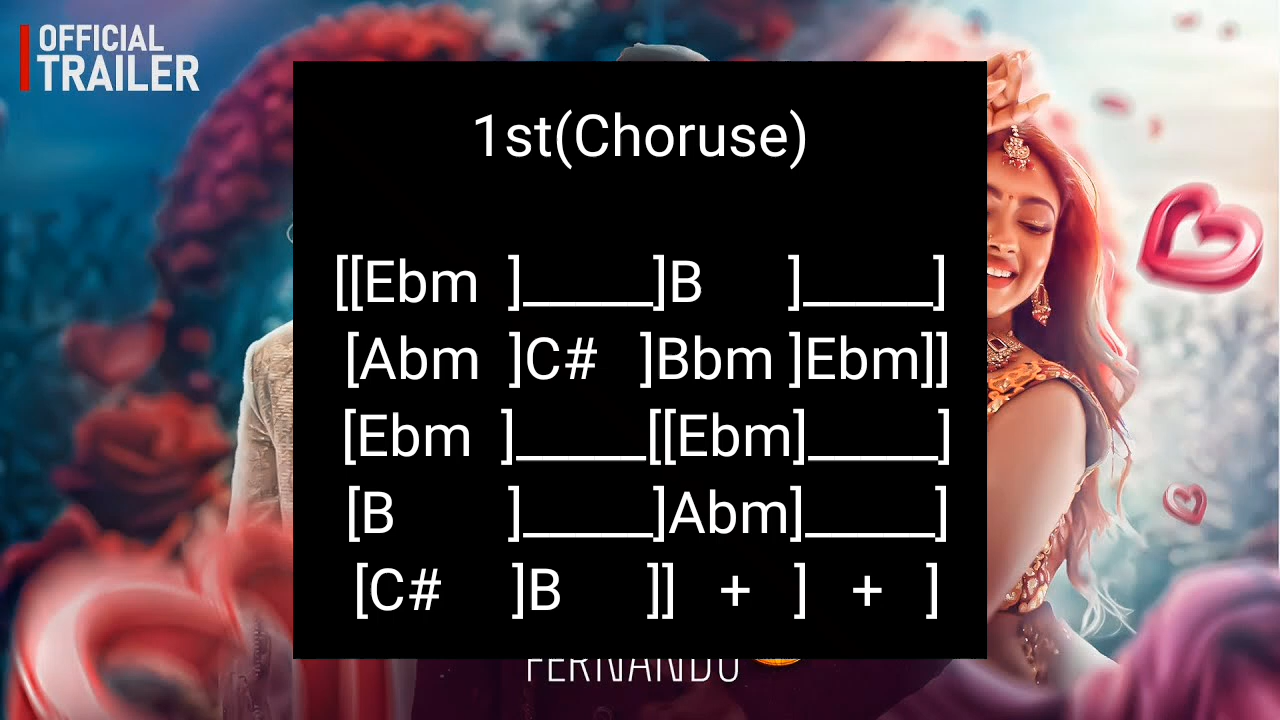 OFFICIAL
TRAILER
1st(Choruse)
[[Ebm ]_____]B ]_____]
[Abm ]C# ]Bbm ]Ebm]]
[Ebm ]_____[[Ebm]_____]
[B ]_____]Abm]_____]
[C# ]B ]] + ] + ]
FERNANDO